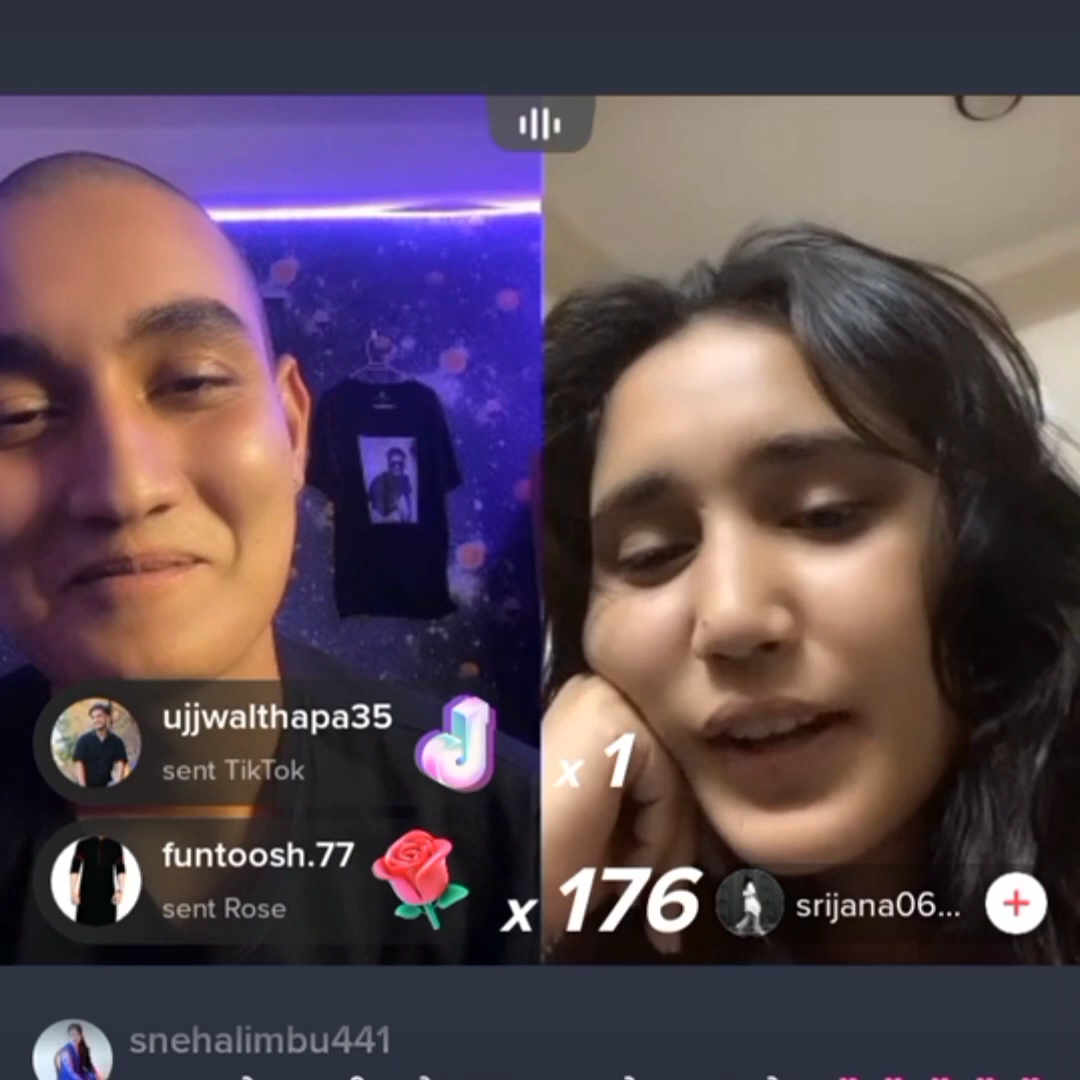 ujjwalthapa35
sent TikTok
x 1
funtoosh.77
sent Rose
x 176
srijana06...
snehalimbu441